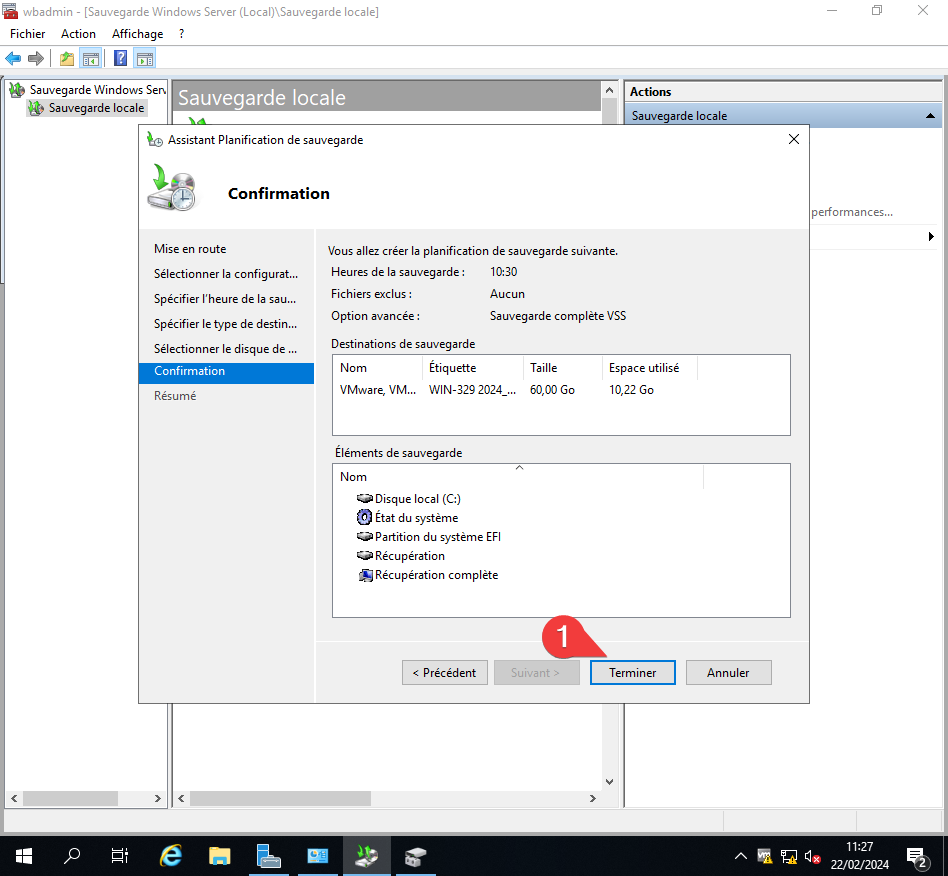 wbadmin - [Sauvegarde Windows Server (Local)\Sauvegarde locale]
Fichier Action Affichage ?
Sauvegarde Windows Serv
Sauvegarde locale
Sauvegarde locale
Actions
Sauvegarde locale
performances...
Assistant Planification de sauvegarde
Confirmation
Mise en route
Sélectionner la configurat...
Spécifier l'heure de la sau...
Spécifier le type de destin...
Sélectionner le disque de ...
Confirmation
Résumé
Vous allez créer la planification de sauvegarde suivante.
Heures de la sauvegarde : 10:30
Fichiers exclus : Aucun
Option avancée : Sauvegarde complète VSS
Destinations de sauvegarde
Nom Étiquette Taille Espace utilisé
VMware, VM... WIN-329 2024_... 60,00 Go 10,22 Go
Éléments de sauvegarde
Nom
Disque local (C:)
État du système
Partition du système EFI
Récupération
Récupération complète
1
< Précédent Suivant > Terminer Annuler
11:27
22/02/2024
2